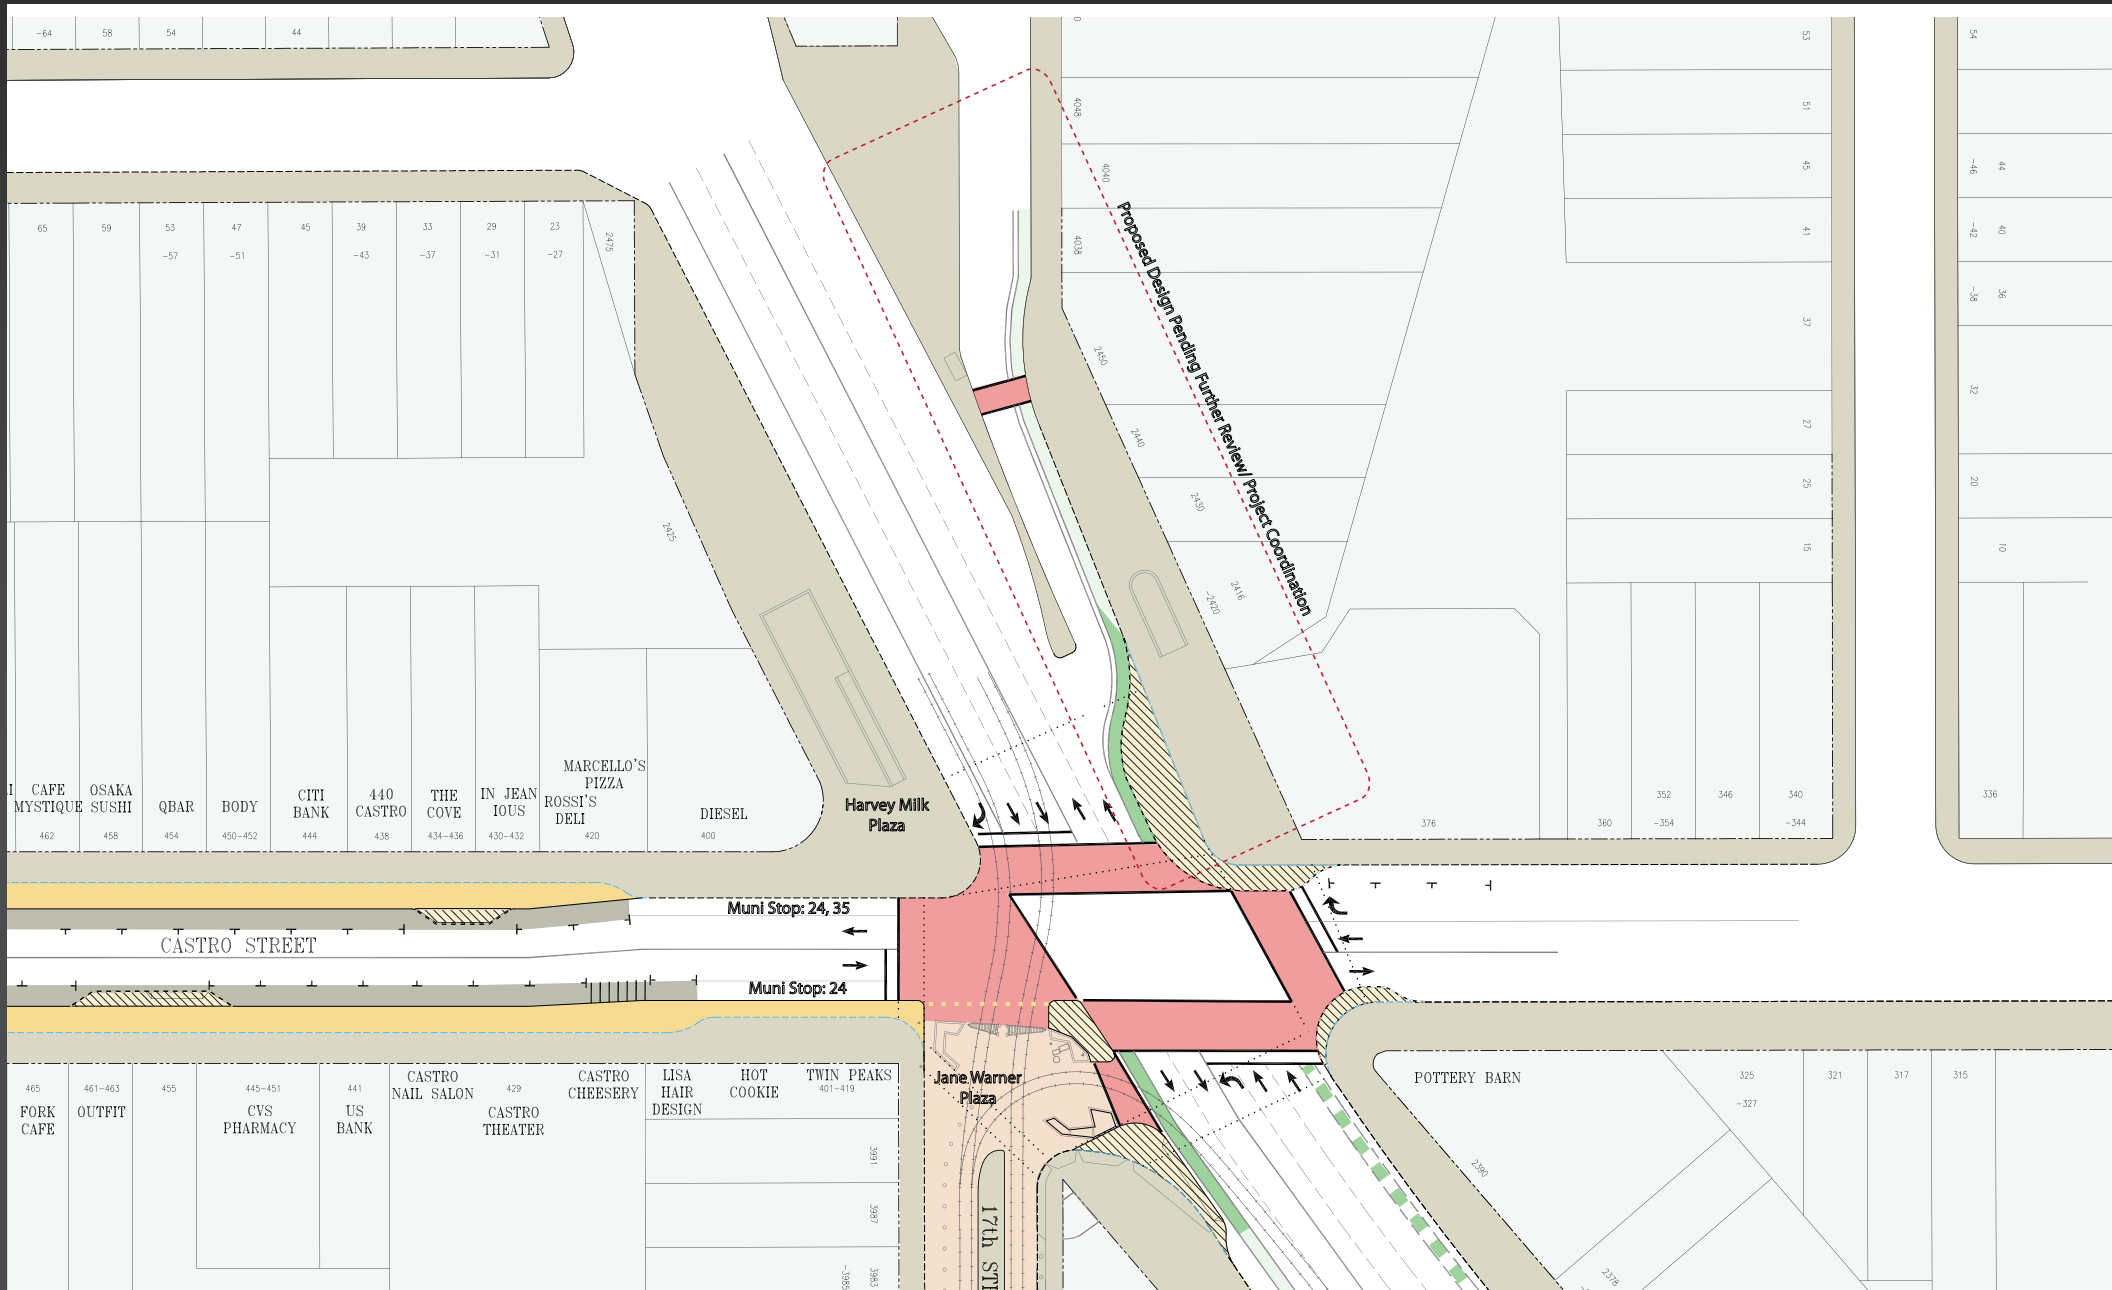 -64
58
54
44
65
59
53
-57
47
-51
45
39
-43
33
-37
29
-31
23
-27
2475
2425
4048
4040
4038
2450
2440
2430
2416
-2420
Proposed Design Pending Further Review/ Project Coordination
53
51
45
41
37
27
25
15
54
44
-46
40
-42
36
-38
32
20
10
CAFE
MYSTIQUE
462
OSAKA
SUSHI
458
QBAR
454
BODY
450-452
CITI
BANK
444
440
CASTRO
438
THE
COVE
434-436
IN JEAN
IOUS
430-432
MARCELLO'S
PIZZA
ROSSI'S
DELI
420
DIESEL
400
Harvey Milk
Plaza
376
360
352
-354
346
340
-344
336
Muni Stop: 24, 35
CASTRO STREET
Muni Stop: 24
465
FORK
CAFE
461-463
OUTFIT
455
445-451
CVS
PHARMACY
441
US
BANK
CASTRO
NAIL SALON
429
CASTRO
THEATER
CASTRO
CHEESERY
LISA
HAIR
DESIGN
HOT
COOKIE
TWIN PEAKS
401-419
3991
3987
3983
-3985
Jane Warner
Plaza
17th ST
POTTERY BARN
325
-327
321
317
315
2390
2378